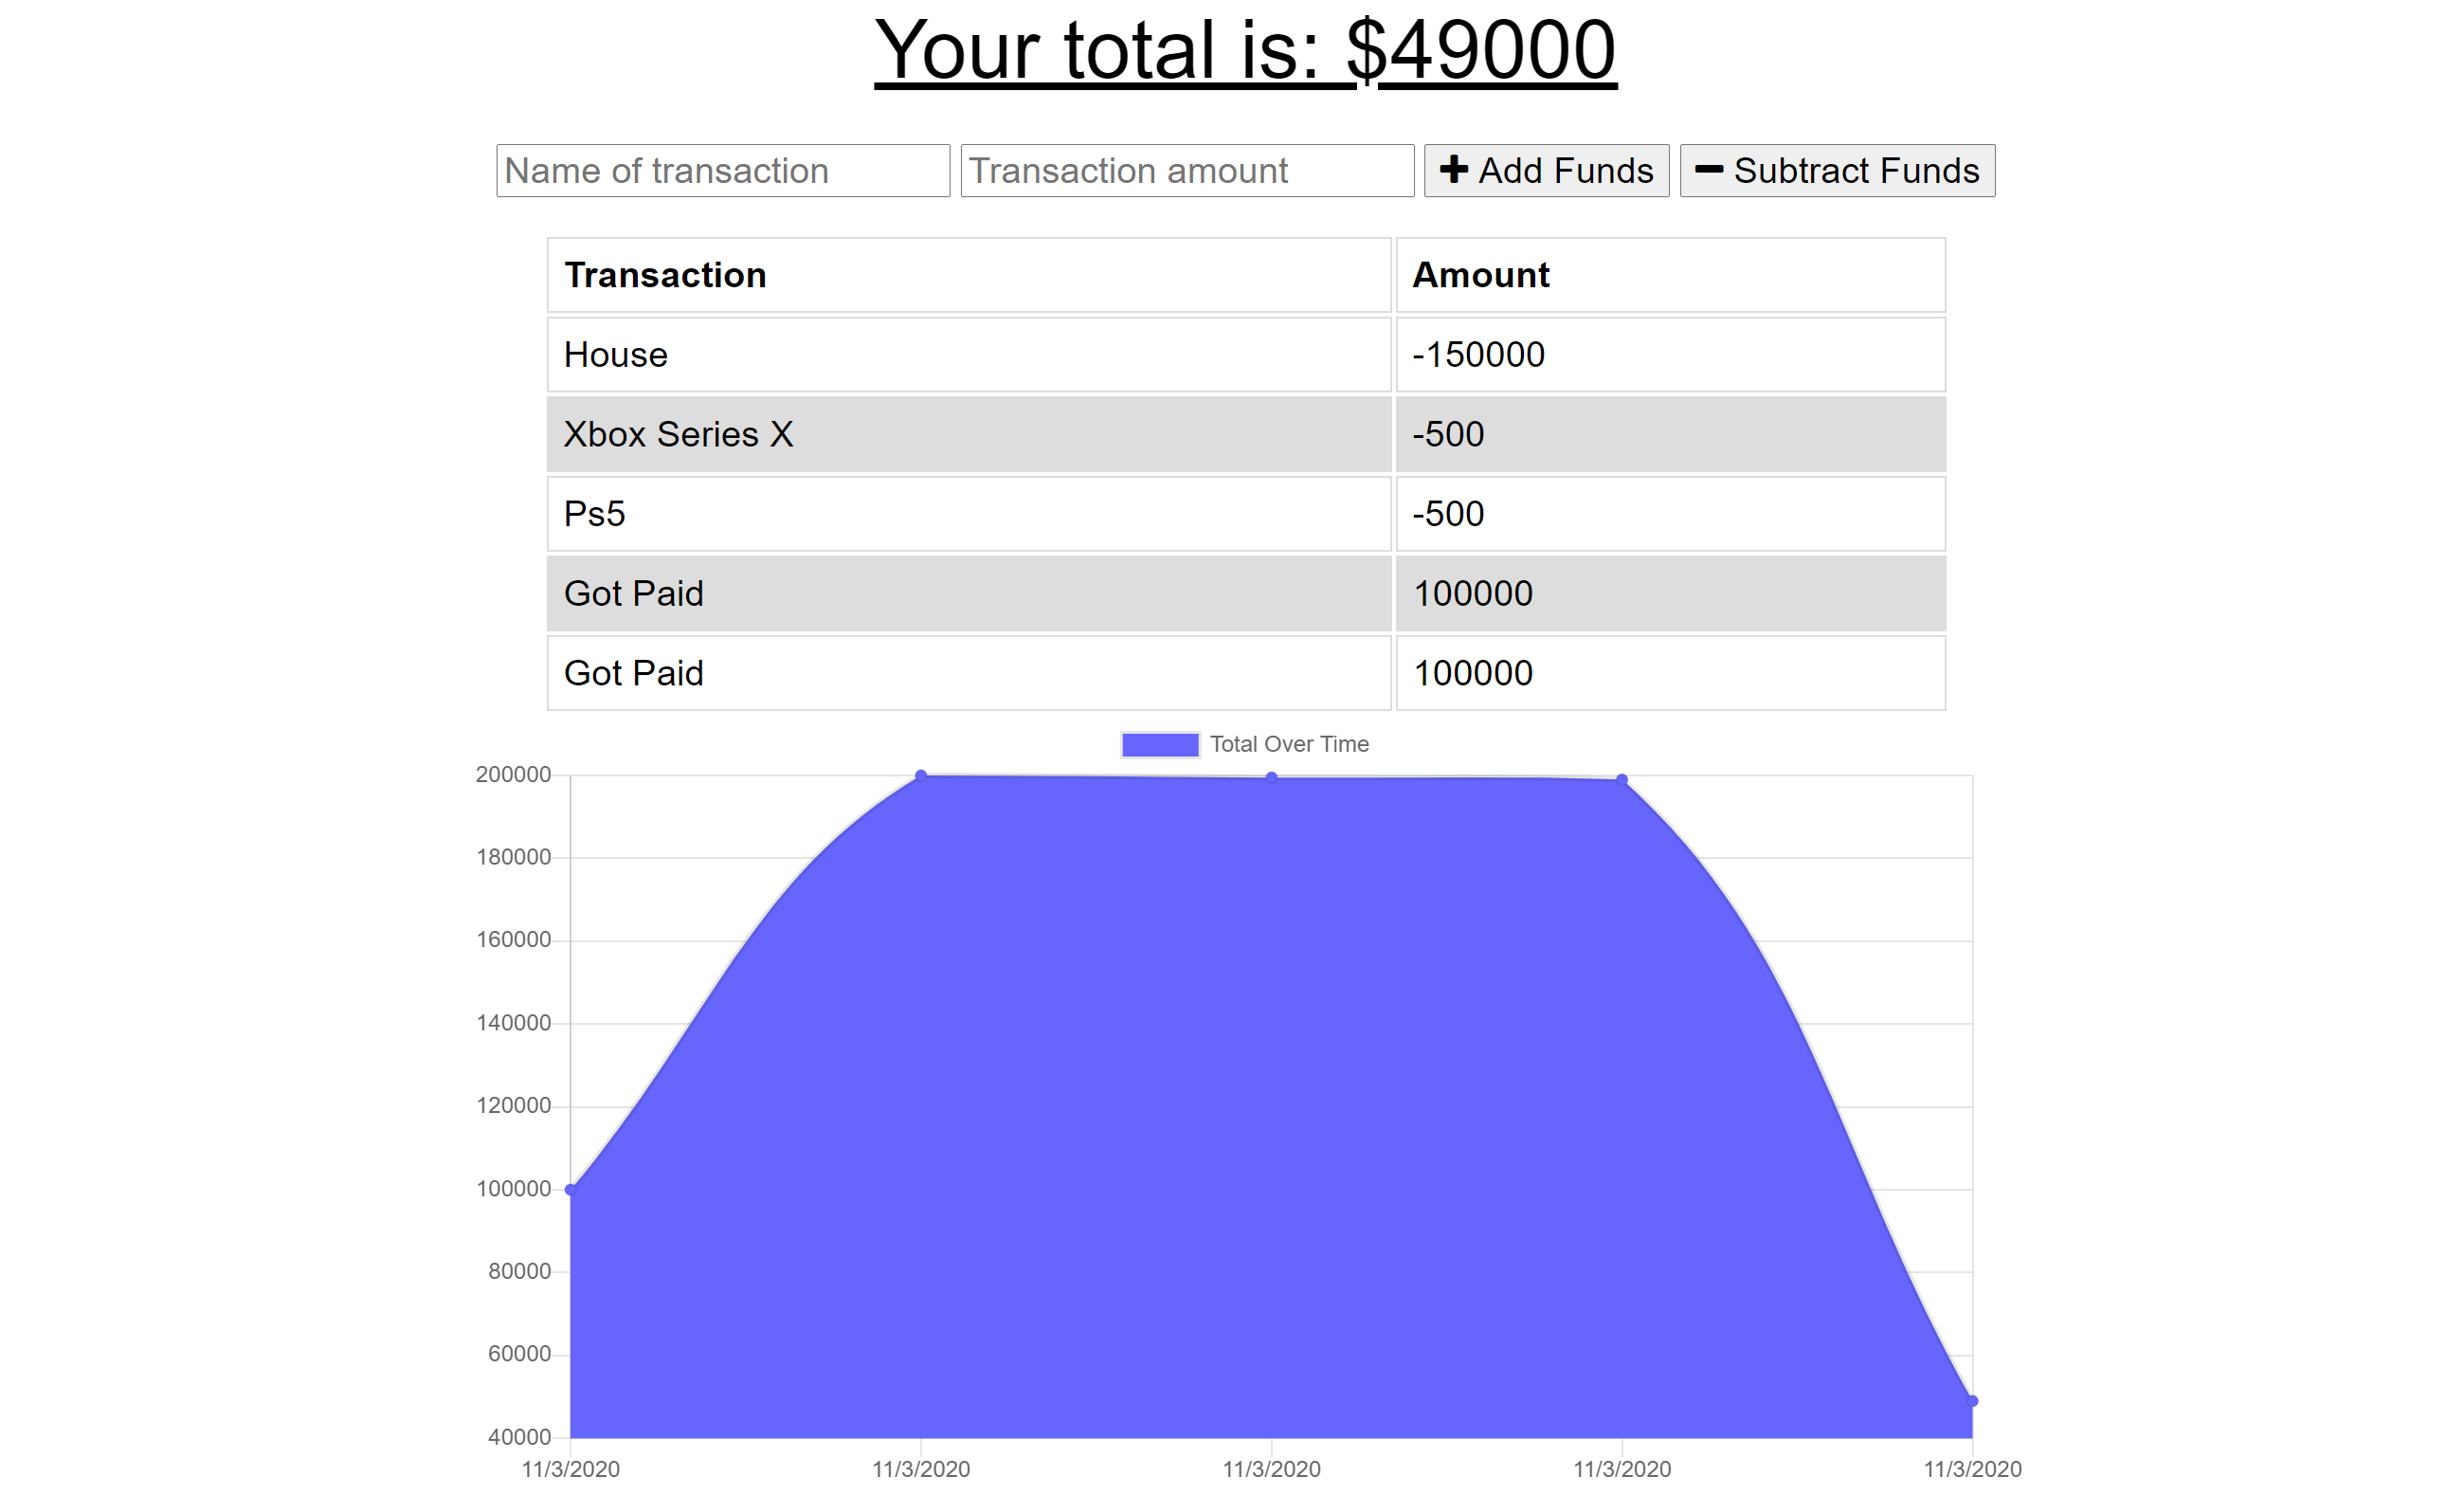 Your total is: $49000
Name of transaction Transaction amount Add Funds Subtract Funds
Transaction Amount
House -150000
Xbox Series X -500
Ps5 -500
Got Paid 100000
Got Paid 100000
Total Over Time
200000
180000
160000
140000
120000
100000
80000
60000
40000
11/3/2020 11/3/2020 11/3/2020 11/3/2020 11/3/2020